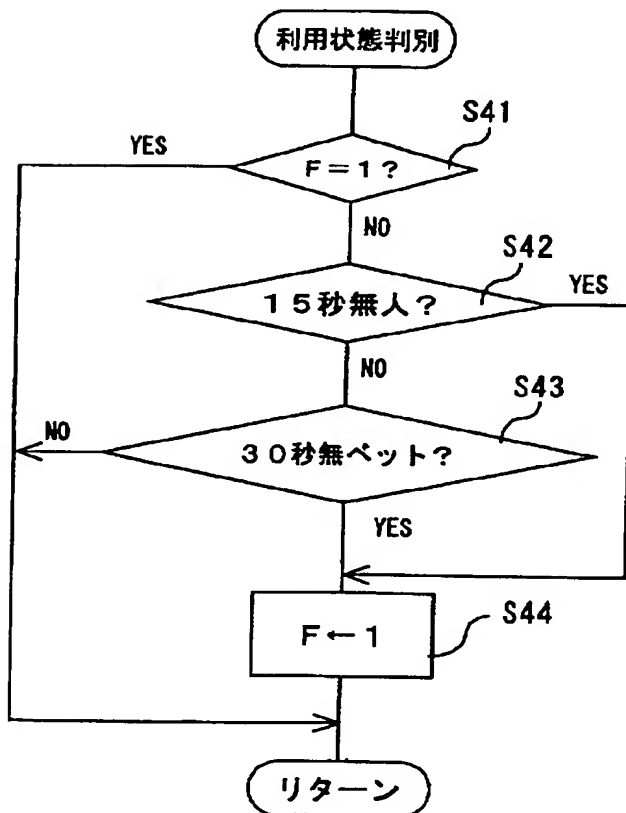 利用状態判別
S41
YES
F=1?
NO
S42
15秒無人?
YES
NO
S43
NO
30秒無ベット?
YES
S44
F←1
リターン